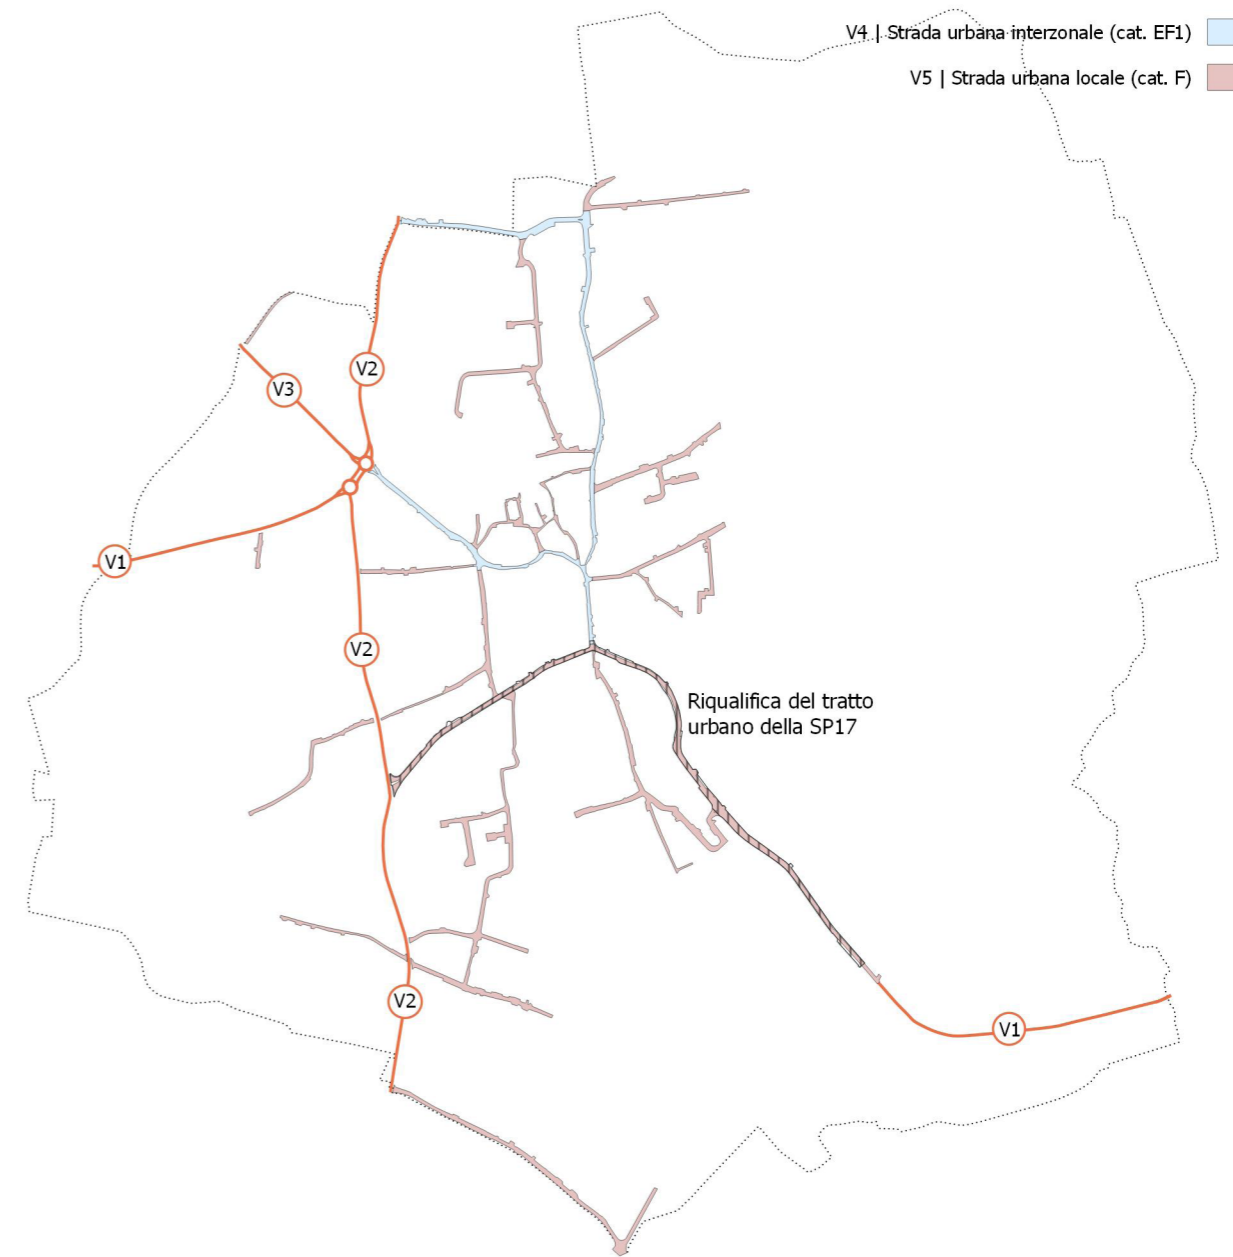 V4 | Strada urbana interzonale (cat. EF1)
V5 | Strada urbana locale (cat. F)
V2
V3
V1
V2
Riqualifica del tratto
urbano della SP17
V2
V1